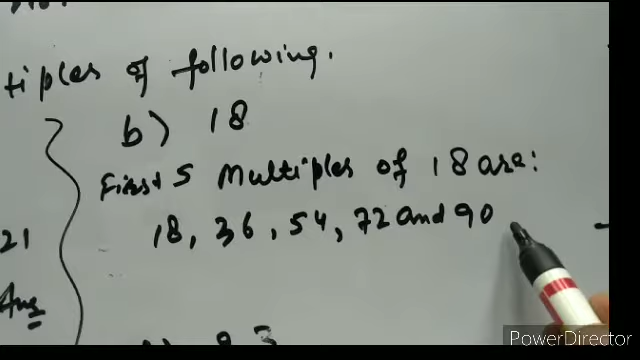 tiples of following.
b) 18
First 5 Multiples of 18 are:
18, 36, 54, 72 and 90
21
Ans
PowerDirector